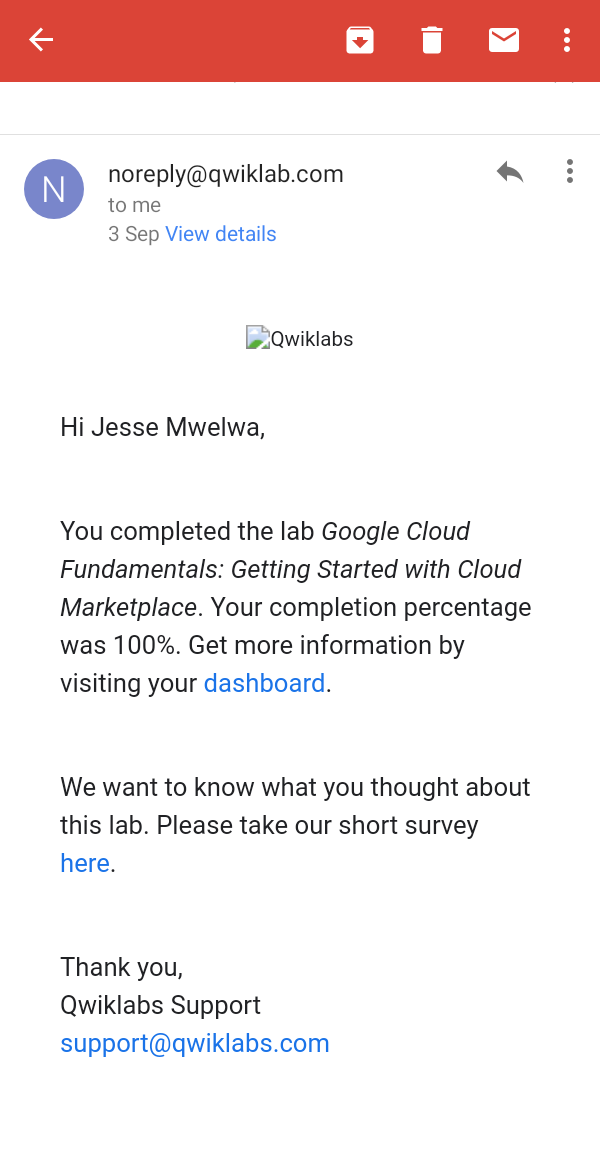 N
noreply@qwiklab.com
to me
3 Sep View details
Qwiklabs
Hi Jesse Mwelwa,
You completed the lab Google Cloud
Fundamentals: Getting Started with Cloud
Marketplace. Your completion percentage
was 100%. Get more information by
visiting your dashboard.
We want to know what you thought about
this lab. Please take our short survey
here.
Thank you,
Qwiklabs Support
support@qwiklabs.com